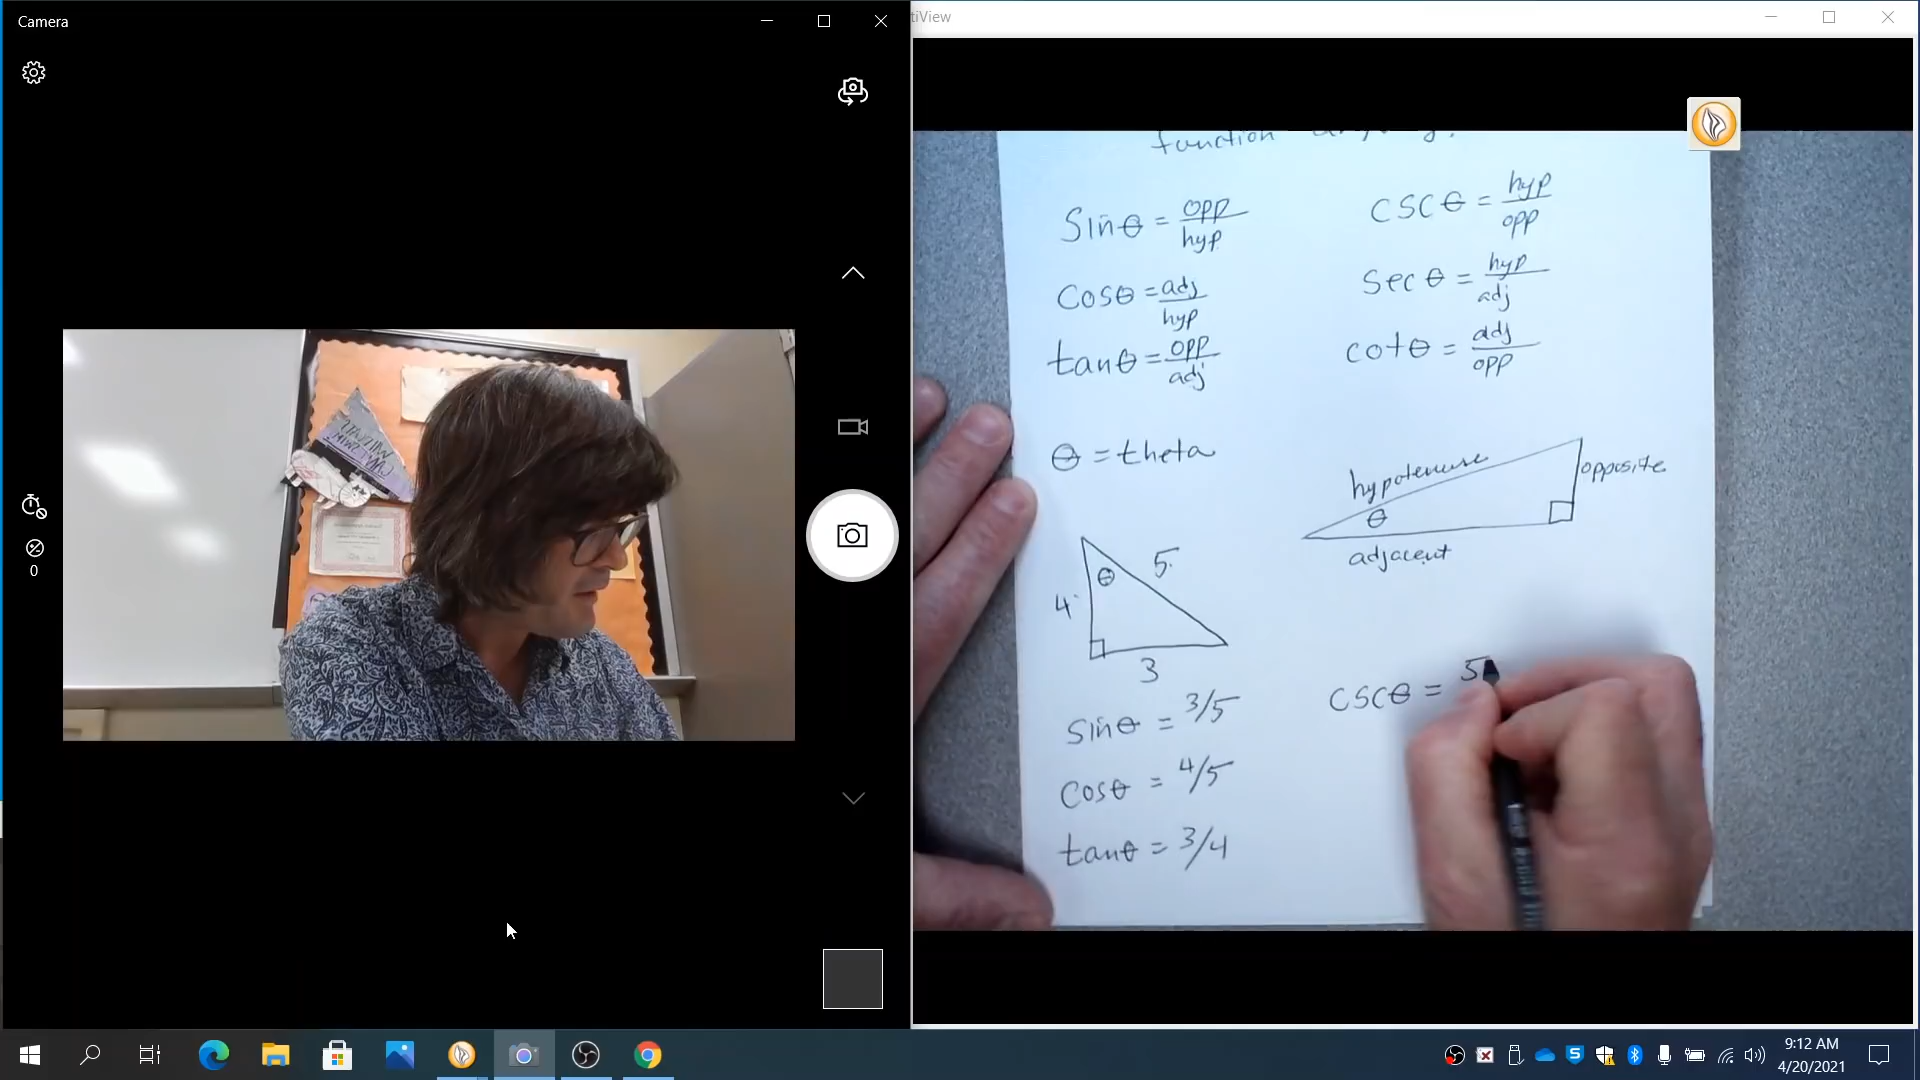 Camera
tiView
0
function
Sinθ = opp/hyp
cscθ = hyp/opp
Cosθ = adj/hyp
secθ = hyp/adj
tanθ = opp/adj
cotθ = adj/opp
θ = theta
hypotenuse
opposite
θ
adjacent
θ
5
4
3
sinθ = 3/5
cscθ = 5
cosθ = 4/5
tanθ = 3/4
9:12 AM
4/20/2021